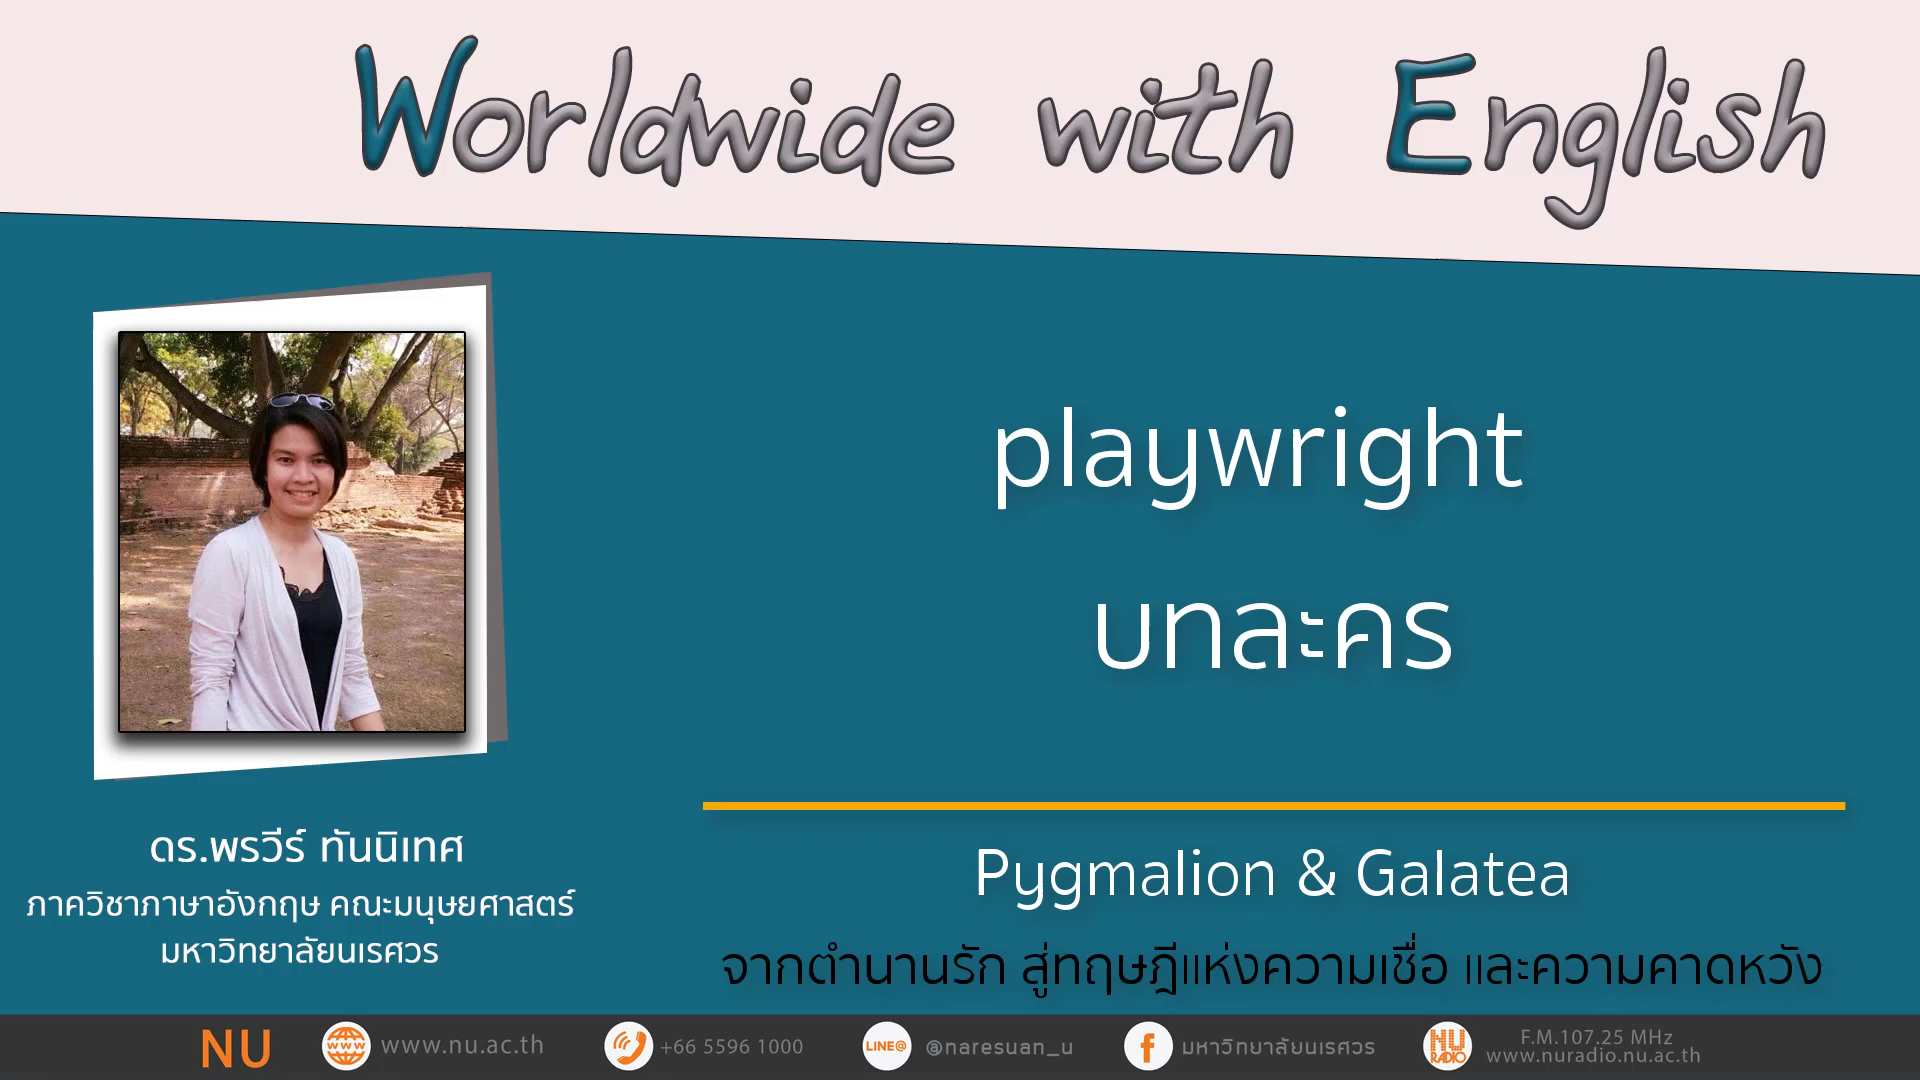 Worldwide with English
playwright
บทละคร
ดร.พรวีร์ ทันนิเทศ
ภาควิชาภาษาอังกฤษ คณะมนุษยศาสตร์
มหาวิทยาลัยนเรศวร
Pygmalion & Galatea
จากตำนานรัก สู่ทฤษฎีแห่งความเชื่อ และความคาดหวัง
NU
www
www.nu.ac.th
+66 5596 1000
LINE@
@naresuan_u
f
มหาวิทยาลัยนเรศวร
NU
RADIO
F.M.107.25 MHz
www.nuradio.nu.ac.th